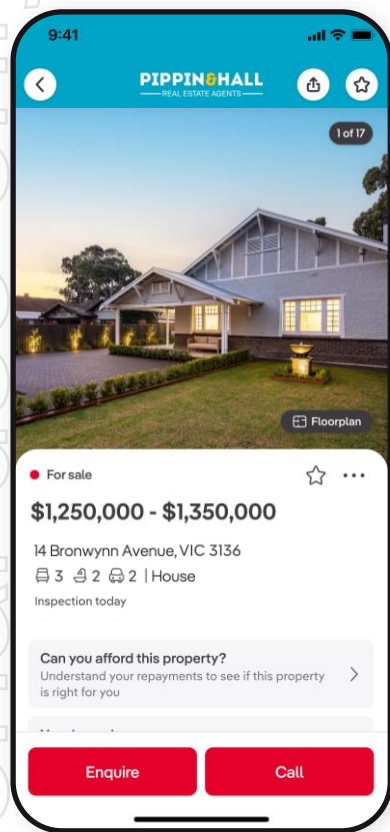 9:41
PIPPIN&HALL
REAL ESTATE AGENTS
1 of 17
Floorplan
For sale
$1,250,000 - $1,350,000
14 Bronwynn Avenue, VIC 3136
3 2 2 | House
Inspection today
Can you afford this property?
Understand your repayments to see if this property
is right for you
Enquire
Call